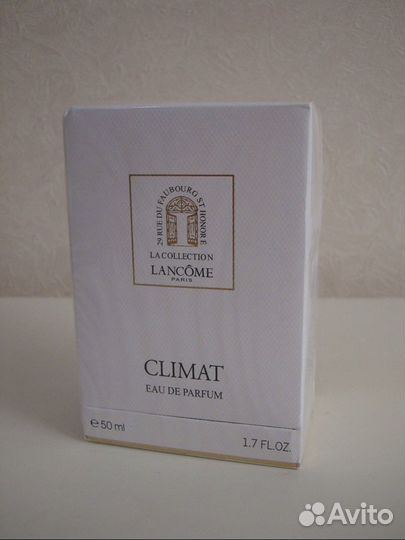 29 RUE DU FAUBOURG ST HONORE
LA COLLECTION
LANCÔME
PARIS
CLIMAT
EAU DE PARFUM
e 50 ml
1.7 FL.OZ.
Avito